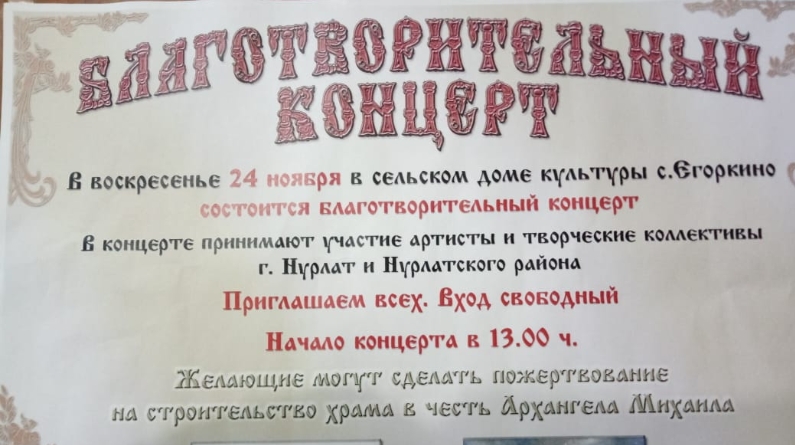 БЛАГОТВОРИТЕЛЬНЫЙ
КОНЦЕРТ
В воскресенье 24 ноября в сельском доме культуры с.Егоркино
состоится благотворительный концерт
В концерте принимают участие артисты и творческие коллективы
г. Нурлат и Нурлатского района
Приглашаем всех. Вход свободный
Начало концерта в 13.00 ч.
Желающие могут сделать пожертвование
на строительство храма в честь Архангела Михаила